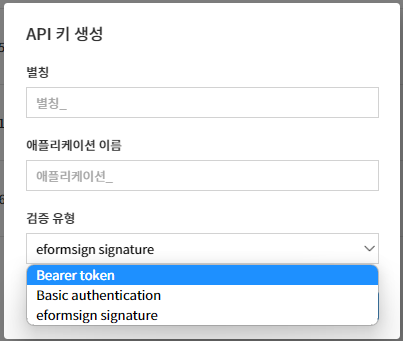 API 키 생성
별칭
별칭_
애플리케이션 이름
애플리케이션_
검증 유형
eformsign signature
Bearer token
Basic authentication
eformsign signature